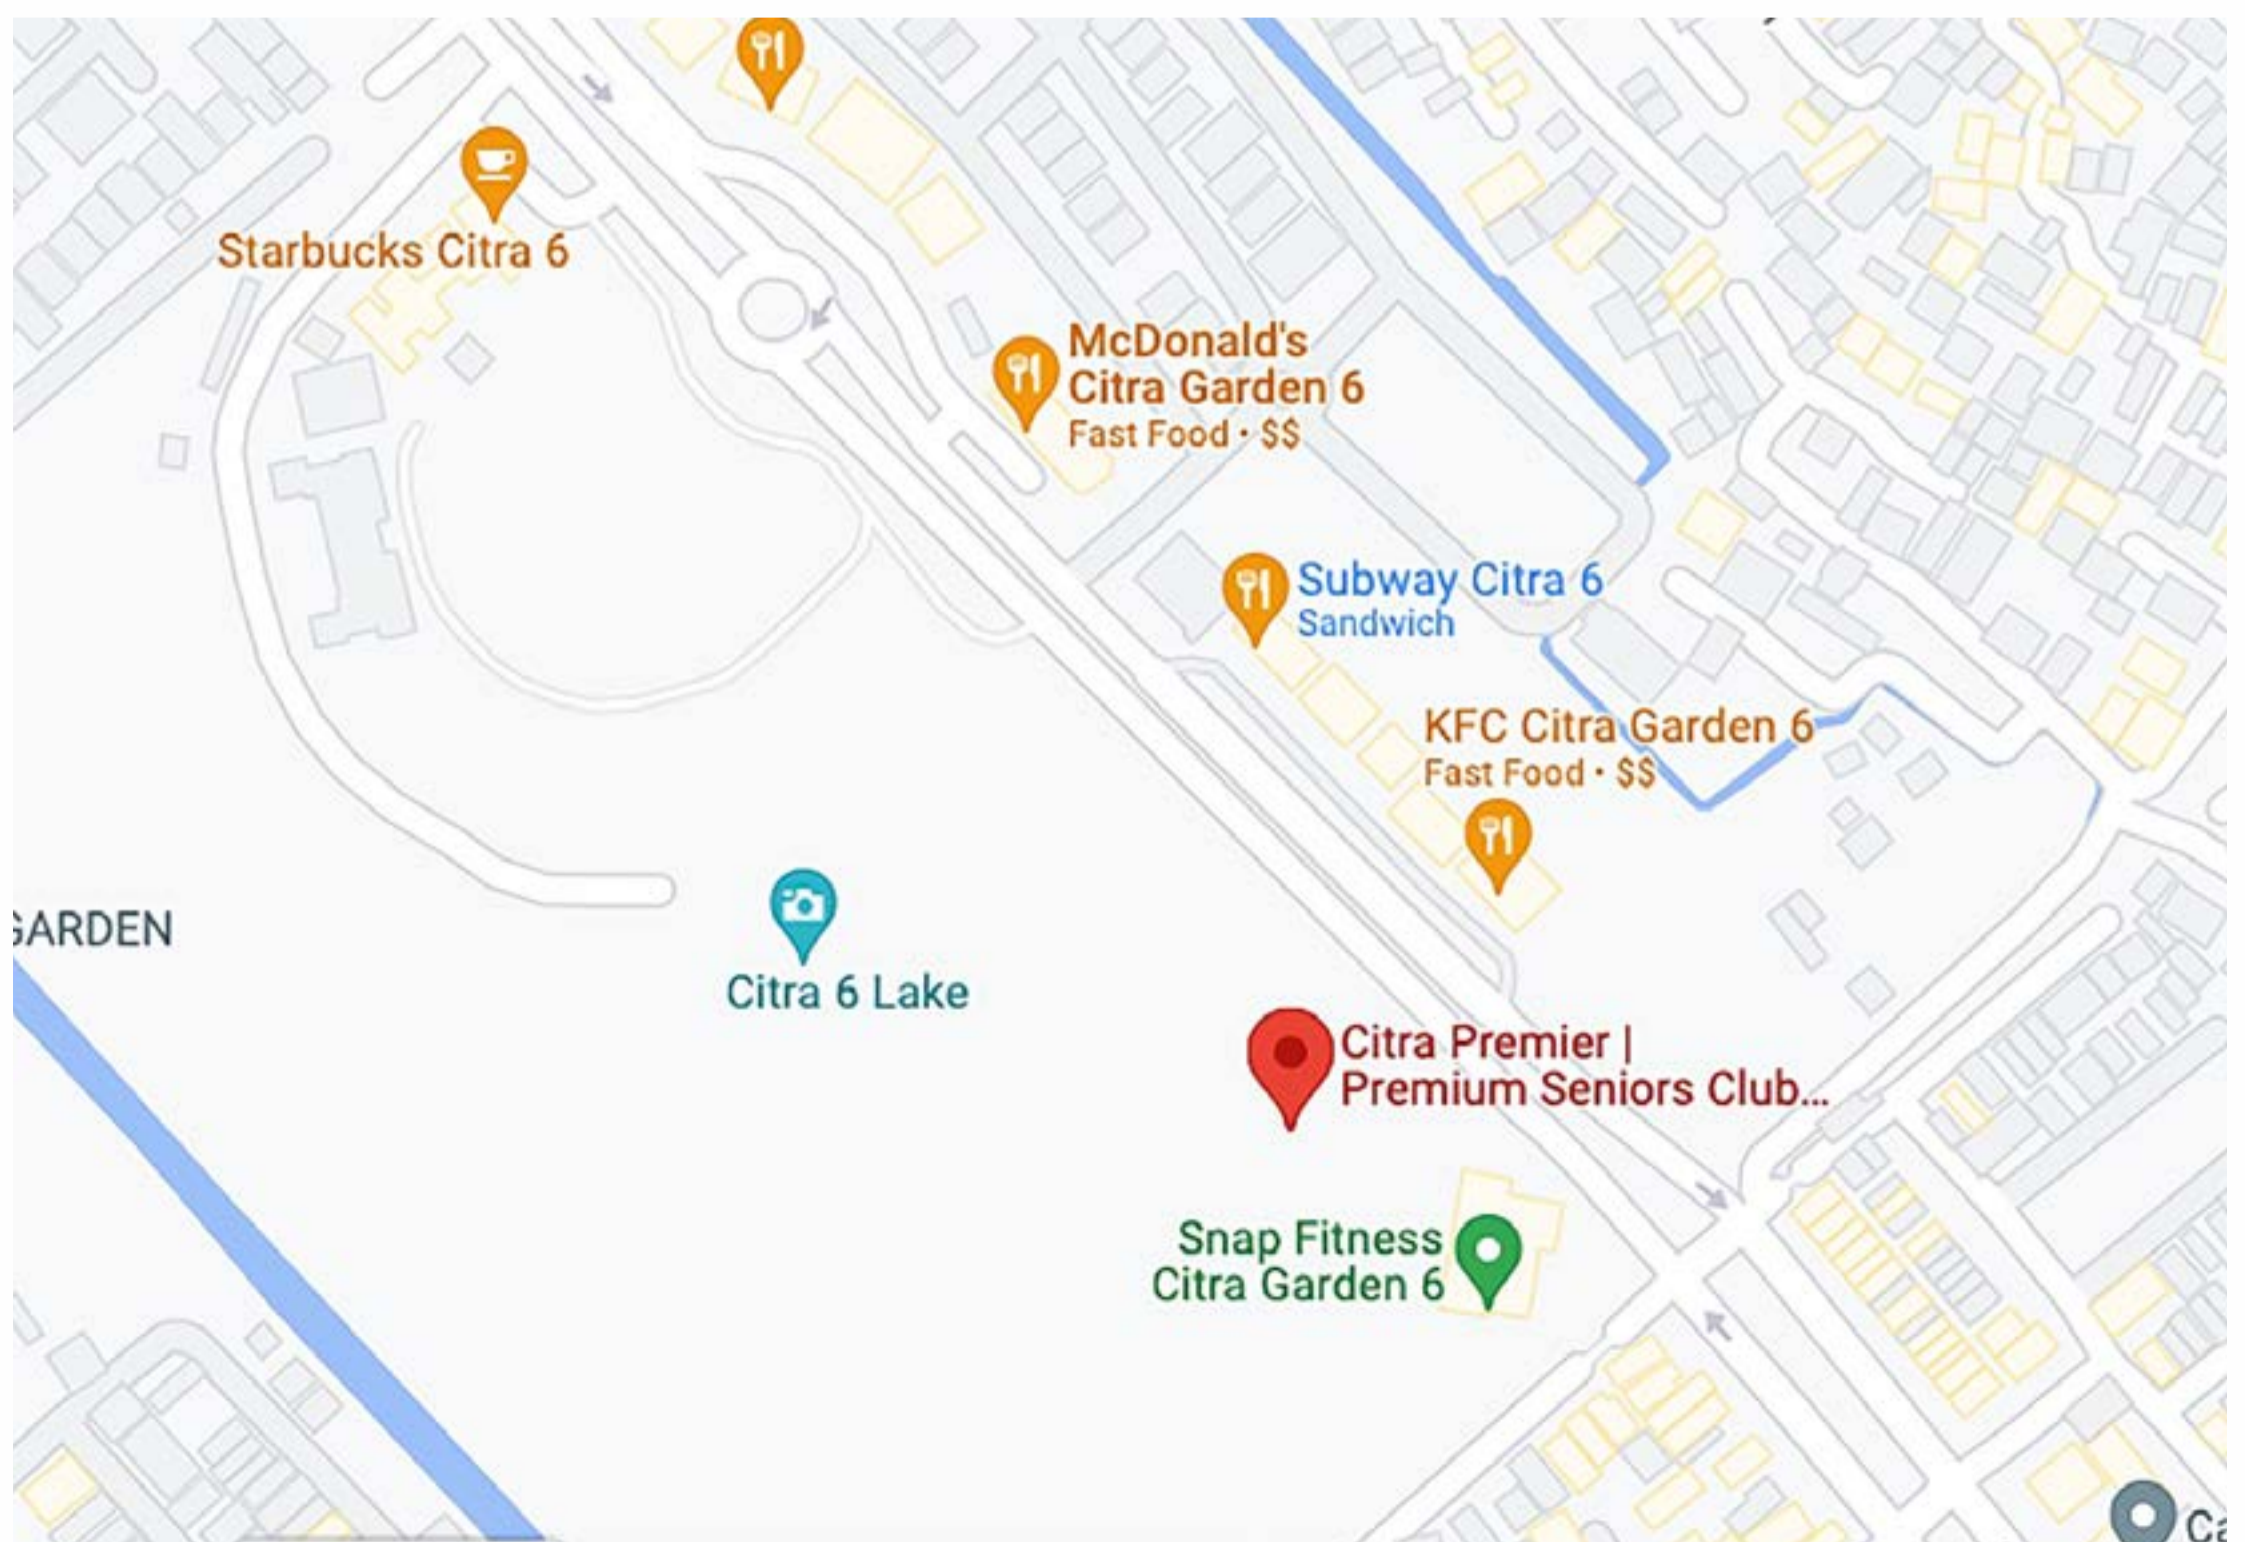 Starbucks Citra 6
McDonald's
Citra Garden 6
Fast Food · $$
Subway Citra 6
Sandwich
KFC Citra Garden 6
Fast Food · $$
GARDEN
Citra 6 Lake
Citra Premier |
Premium Seniors Club...
Snap Fitness
Citra Garden 6